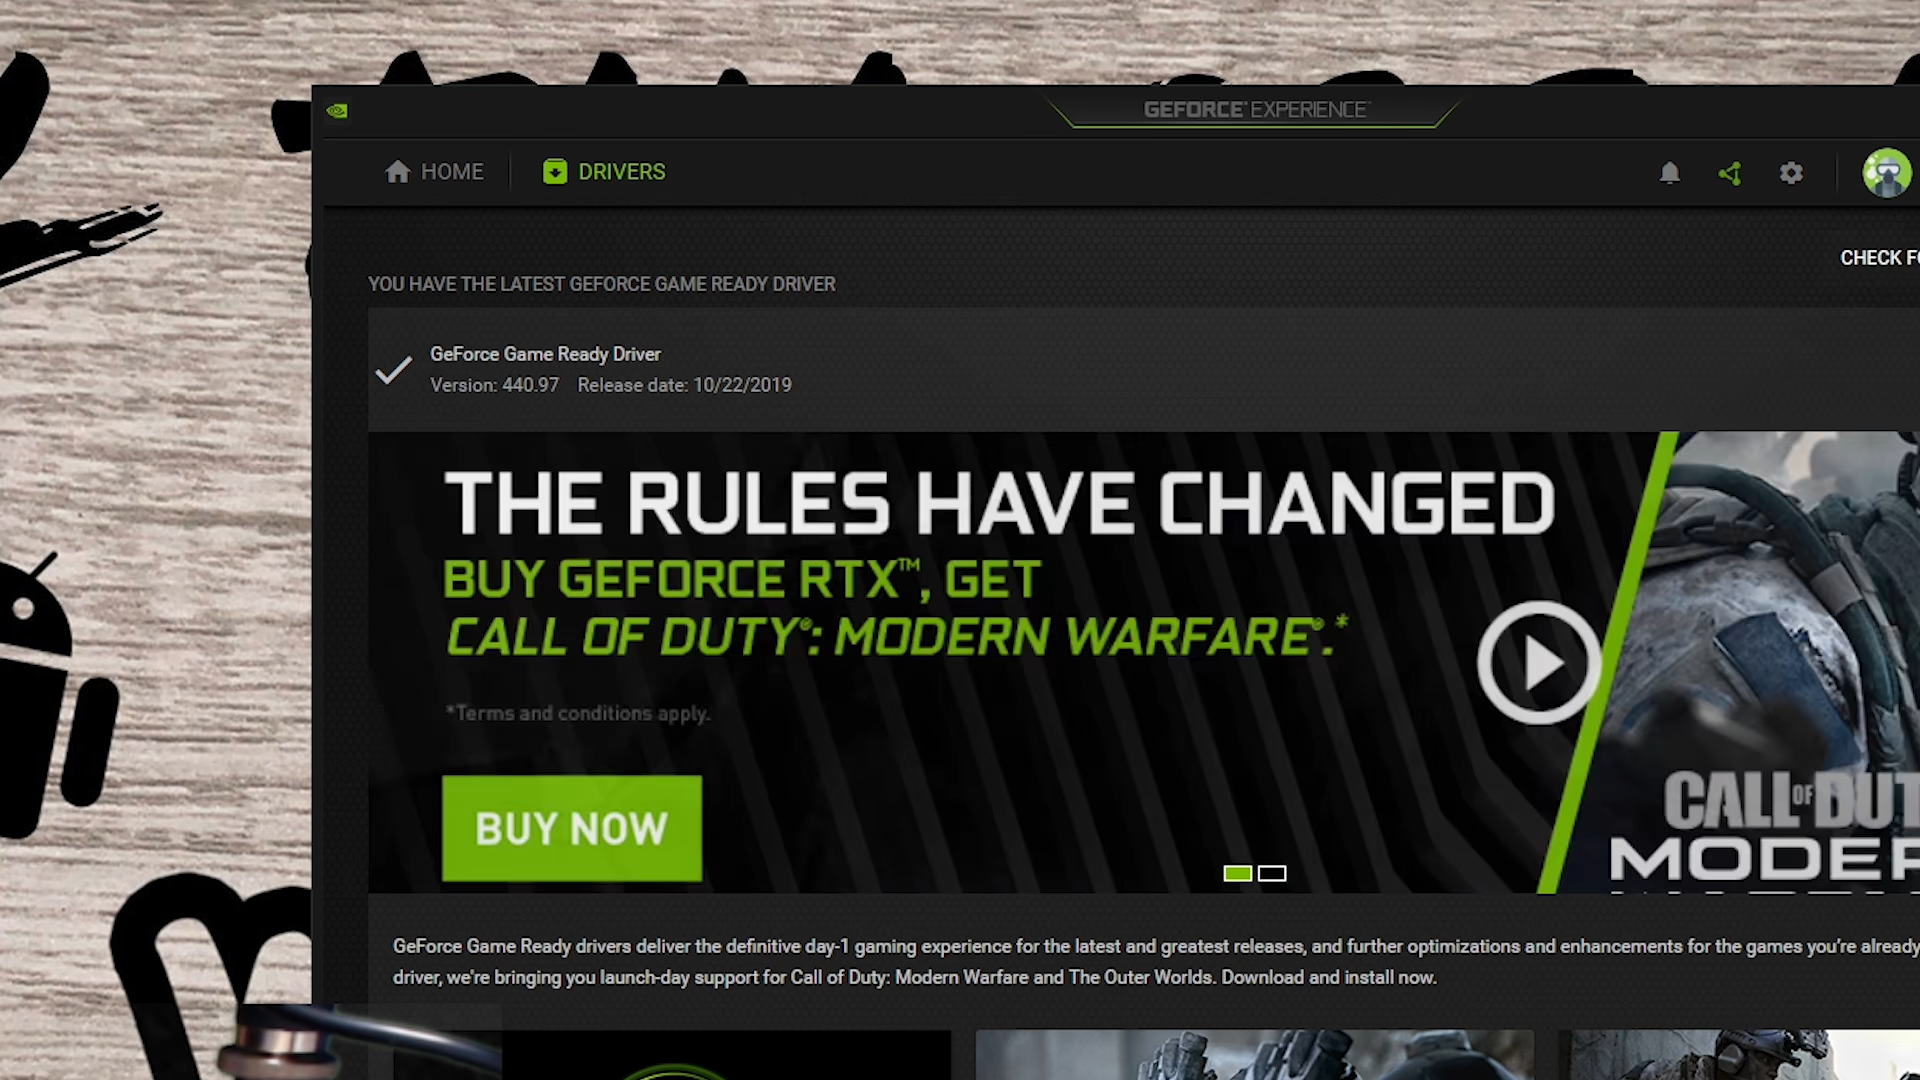 GEFORCE® EXPERIENCE™
HOME
DRIVERS
CHECK FO
YOU HAVE THE LATEST GEFORCE GAME READY DRIVER
GeForce Game Ready Driver
Version: 440.97 Release date: 10/22/2019
THE RULES HAVE CHANGED
BUY GEFORCE RTX™, GET
CALL OF DUTY®: MODERN WARFARE®.*
*Terms and conditions apply.
BUY NOW
CALL OF DUT
MODER
GeForce Game Ready drivers deliver the definitive day-1 gaming experience for the latest and greatest releases, and further optimizations and enhancements for the games you're already
driver, we're bringing you launch-day support for Call of Duty: Modern Warfare and The Outer Worlds. Download and install now.